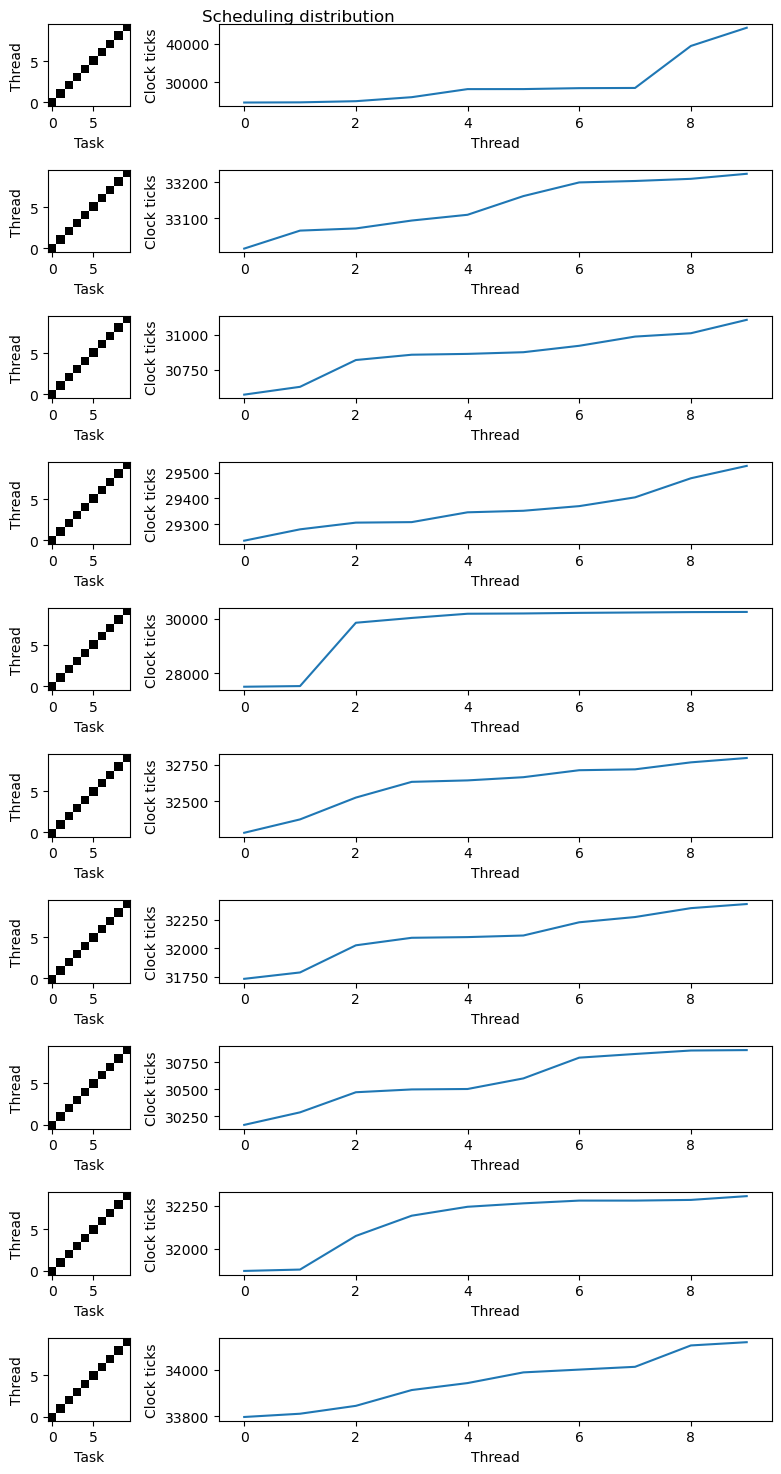 Scheduling distribution
Thread
5
0
0 5
Task
Clock ticks
40000
30000
0 2 4 6 8
Thread
Thread
5
0
0 5
Task
Clock ticks
33200
33100
0 2 4 6 8
Thread
Thread
5
0
0 5
Task
Clock ticks
31000
30750
0 2 4 6 8
Thread
Thread
5
0
0 5
Task
Clock ticks
29500
29400
29300
0 2 4 6 8
Thread
Thread
5
0
0 5
Task
Clock ticks
30000
28000
0 2 4 6 8
Thread
Thread
5
0
0 5
Task
Clock ticks
32750
32500
0 2 4 6 8
Thread
Thread
5
0
0 5
Task
Clock ticks
32250
32000
31750
0 2 4 6 8
Thread
Thread
5
0
0 5
Task
Clock ticks
30750
30500
30250
0 2 4 6 8
Thread
Thread
5
0
0 5
Task
Clock ticks
32250
32000
0 2 4 6 8
Thread
Thread
5
0
0 5
Task
Clock ticks
34000
33800
0 2 4 6 8
Thread